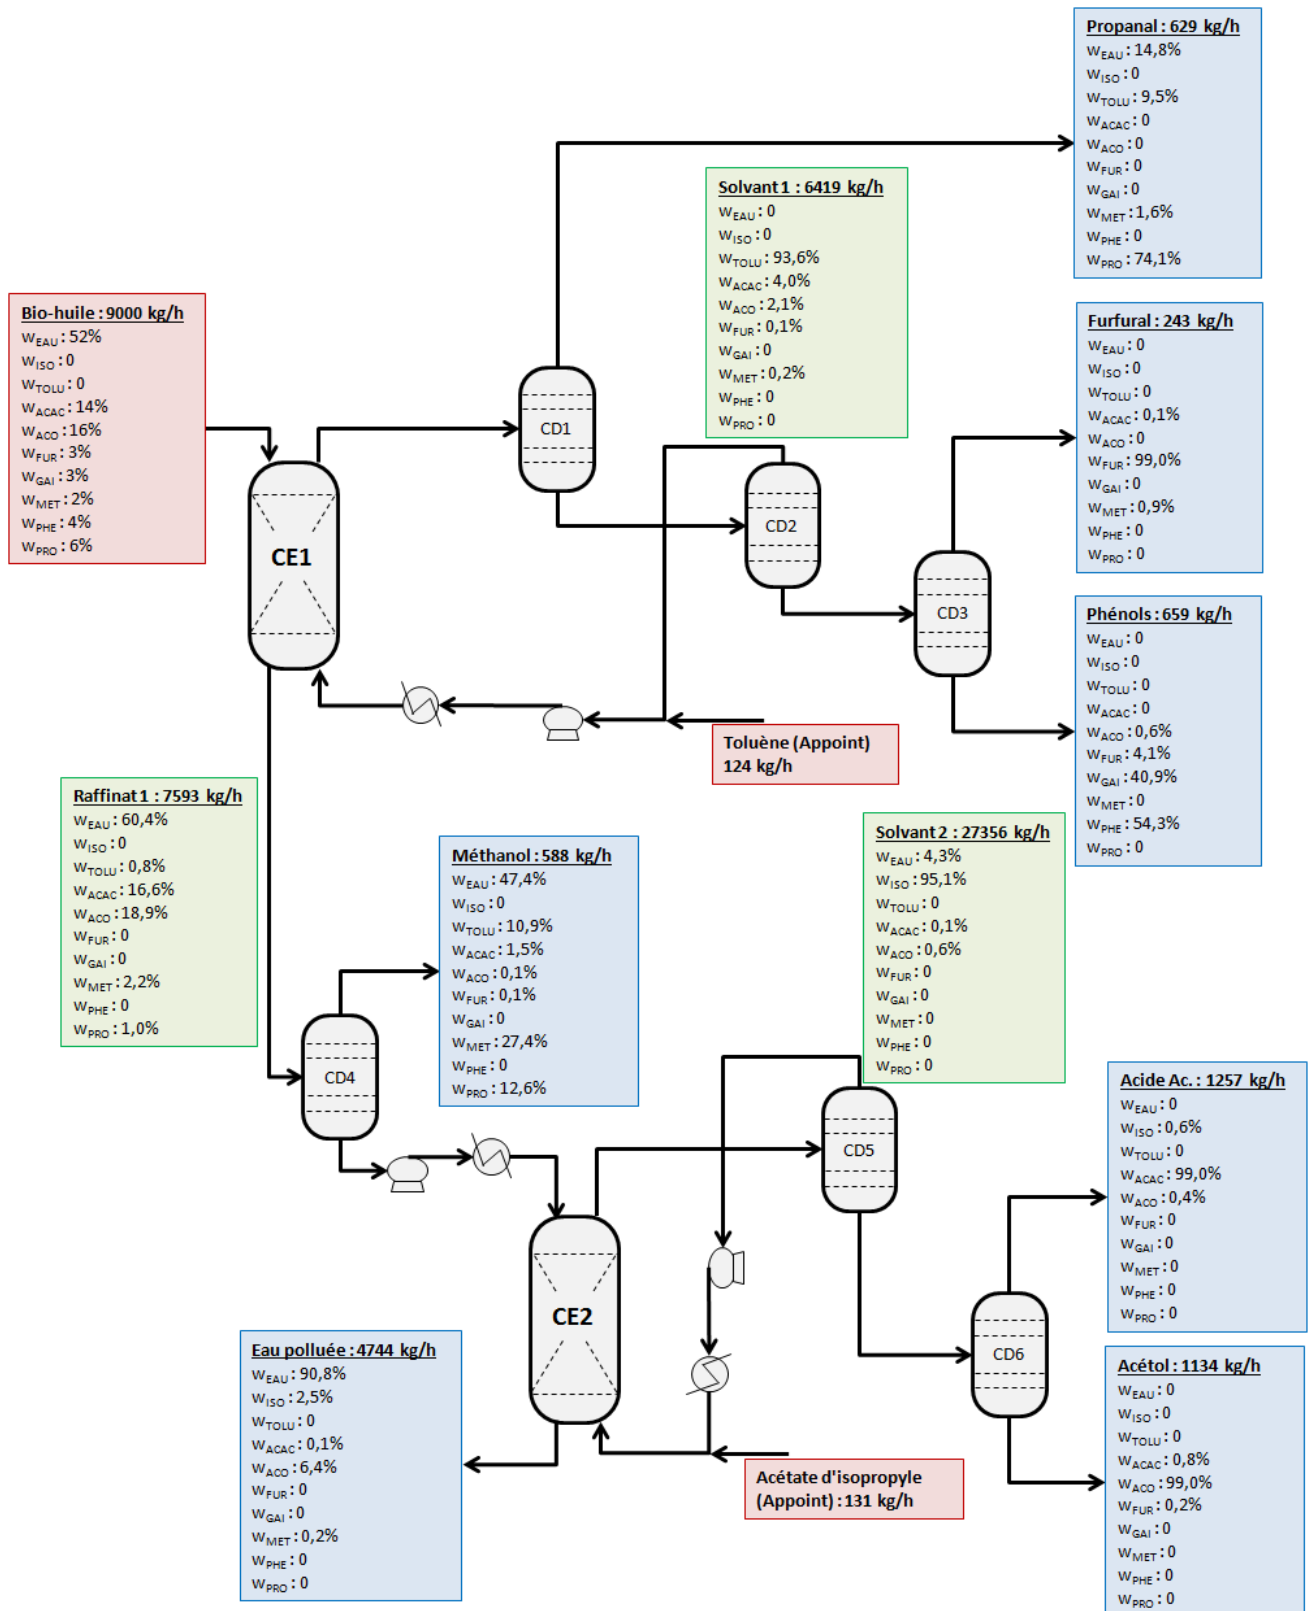 Propanal : 629 kg/h
wEAU : 14,8%
wISO : 0
wTOLU : 9,5%
wACAC : 0
wACO : 0
wFUR : 0
wGAI : 0
wMET : 1,6%
wPHE : 0
wPRO : 74,1%
Solvant 1 : 6419 kg/h
wEAU : 0
wISO : 0
wTOLU : 93,6%
wACAC : 4,0%
wACO : 2,1%
wFUR : 0,1%
wGAI : 0
wMET : 0,2%
wPHE : 0
wPRO : 0
Bio-huile : 9000 kg/h
wEAU : 52%
wISO : 0
wTOLU : 0
wACAC : 14%
wACO : 16%
wFUR : 3%
wGAI : 3%
wMET : 2%
wPHE : 4%
wPRO : 6%
Furfural : 243 kg/h
wEAU : 0
wISO : 0
wTOLU : 0
wACAC : 0,1%
wACO : 0
wFUR : 99,0%
wGAI : 0
wMET : 0,9%
wPHE : 0
wPRO : 0
CD1
CD2
CE1
CD3
Phénols : 659 kg/h
wEAU : 0
wISO : 0
wTOLU : 0
wACAC : 0
wACO : 0,6%
wFUR : 4,1%
wGAI : 40,9%
wMET : 0
wPHE : 54,3%
wPRO : 0
Toluène (Appoint)
124 kg/h
Raffinat 1 : 7593 kg/h
wEAU : 60,4%
wISO : 0
wTOLU : 0,8%
wACAC : 16,6%
wACO : 18,9%
wFUR : 0
wGAI : 0
wMET : 2,2%
wPHE : 0
wPRO : 1,0%
Méthanol : 588 kg/h
wEAU : 47,4%
wISO : 0
wTOLU : 10,9%
wACAC : 1,5%
wACO : 0,1%
wFUR : 0,1%
wGAI : 0
wMET : 27,4%
wPHE : 0
wPRO : 12,6%
Solvant 2 : 27356 kg/h
wEAU : 4,3%
wISO : 95,1%
wTOLU : 0
wACAC : 0,1%
wACO : 0,6%
wFUR : 0
wGAI : 0
wMET : 0
wPHE : 0
wPRO : 0
CD4
CD5
Acide Ac. : 1257 kg/h
wEAU : 0
wISO : 0,6%
wTOLU : 0
wACAC : 99,0%
wACO : 0,4%
wFUR : 0
wGAI : 0
wMET : 0
wPHE : 0
wPRO : 0
CE2
CD6
Eau polluée : 4744 kg/h
wEAU : 90,8%
wISO : 2,5%
wTOLU : 0
wACAC : 0,1%
wACO : 6,4%
wFUR : 0
wGAI : 0
wMET : 0,2%
wPHE : 0
wPRO : 0
Acétate d'isopropyle
(Appoint) : 131 kg/h
Acétol : 1134 kg/h
wEAU : 0
wISO : 0
wTOLU : 0
wACAC : 0,8%
wACO : 99,0%
wFUR : 0,2%
wGAI : 0
wMET : 0
wPHE : 0
wPRO : 0